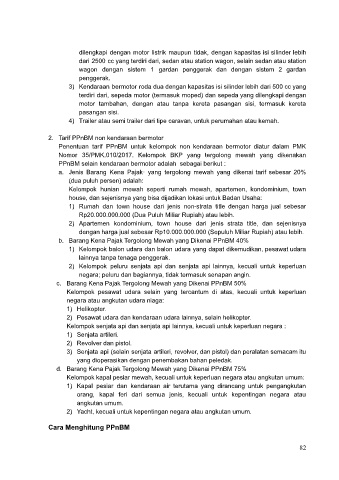 dilengkapi dengan motor listrik maupun tidak, dengan kapasitas isi silinder lebih
dari 2500 cc yang terdiri dari, sedan atau station wagon, selain sedan atau station
wagon dengan sistem 1 gardan penggerak dan dengan sistem 2 gardan
penggerak.
3) Kendaraan bermotor roda dua dengan kapasitas isi silinder lebih dari 500 cc yang
terdiri dari, sepeda motor (termasuk moped) dan sepeda yang dilengkapi dengan
motor tambahan, dengan atau tanpa kereta pasangan sisi, termasuk kereta
pasangan sisi.
4) Trailer atau semi trailer dari tipe caravan, untuk perumahan atau kemah.
2. Tarif PPnBM non kendaraan bermotor
Penentuan tarif PPnBM untuk kelompok non kendaraan bermotor diatur dalam PMK
Nomor 35/PMK.010/2017. Kelompok BKP yang tergolong mewah yang dikenakan
PPnBM selain kendaraan bermotor adalah sebagai berikut :
a. Jenis Barang Kena Pajak yang tergolong mewah yang dikenai tarif sebesar 20%
(dua puluh persen) adalah:
Kelompok hunian mewah seperti rumah mewah, apartemen, kondominium, town
house, dan sejenisnya yang bisa dijadikan lokasi untuk Badan Usaha:
1) Rumah dan town house dari jenis non-strata title dengan harga jual sebesar
Rp20.000.000.000 (Dua Puluh Miliar Rupiah) atau lebih.
2) Apartemen kondominium, town house dari jenis strata title, dan sejenisnya
dengan harga jual sebesar Rp10.000.000.000 (Sepuluh Miliar Rupiah) atau lebih.
b. Barang Kena Pajak Tergolong Mewah yang Dikenai PPnBM 40%
1) Kelompok balon udara dan balon udara yang dapat dikemudikan, pesawat udara
lainnya tanpa tenaga penggerak.
2) Kelompok peluru senjata api dan senjata api lainnya, kecuali untuk keperluan
negara; peluru dan bagiannya, tidak termasuk senapan angin.
c. Barang Kena Pajak Tergolong Mewah yang Dikenai PPnBM 50%
Kelompok pesawat udara selain yang tercantum di atas, kecuali untuk keperluan
negara atau angkutan udara niaga:
1) Helikopter.
2) Pesawat udara dan kendaraan udara lainnya, selain helikopter.
Kelompok senjata api dan senjata api lainnya, kecuali untuk keperluan negara :
1) Senjata artileri.
2) Revolver dan pistol.
3) Senjata api (selain senjata artileri, revolver, dan pistol) dan peralatan semacam itu
yang dioperasikan dengan penembakan bahan peledak.
d. Barang Kena Pajak Tergolong Mewah yang Dikenai PPnBM 75%
Kelompok kapal pesiar mewah, kecuali untuk keperluan negara atau angkutan umum:
1) Kapal pesiar dan kendaraan air terutama yang dirancang untuk pengangkutan
orang, kapal feri dari semua jenis, kecuali untuk kepentingan negara atau
angkutan umum.
2) Yacht, kecuali untuk kepentingan negara atau angkutan umum.
Cara Menghitung PPnBM
82